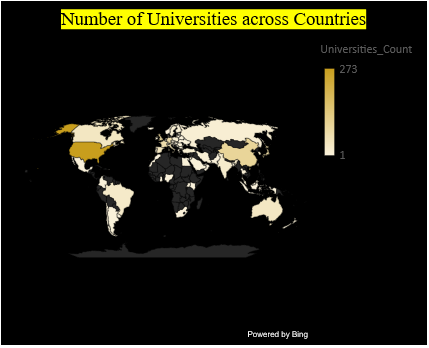 Number of Universities across Countries
Universities_Count
273
1
Powered by Bing